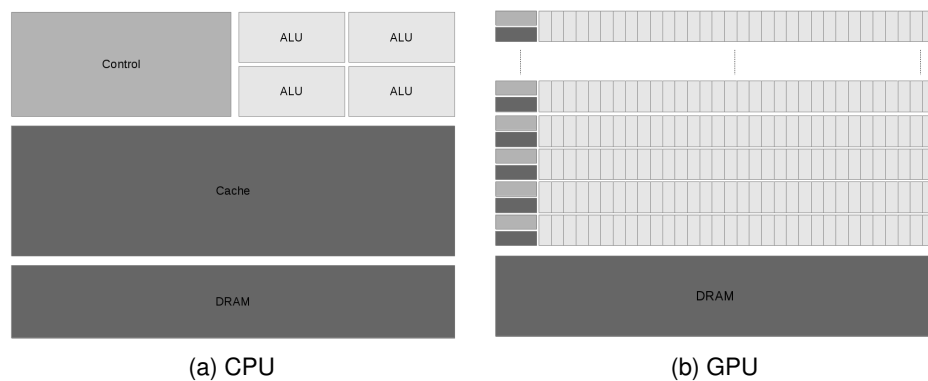 Control
ALU ALU
ALU ALU
Cache
DRAM
(a) CPU
DRAM
(b) GPU